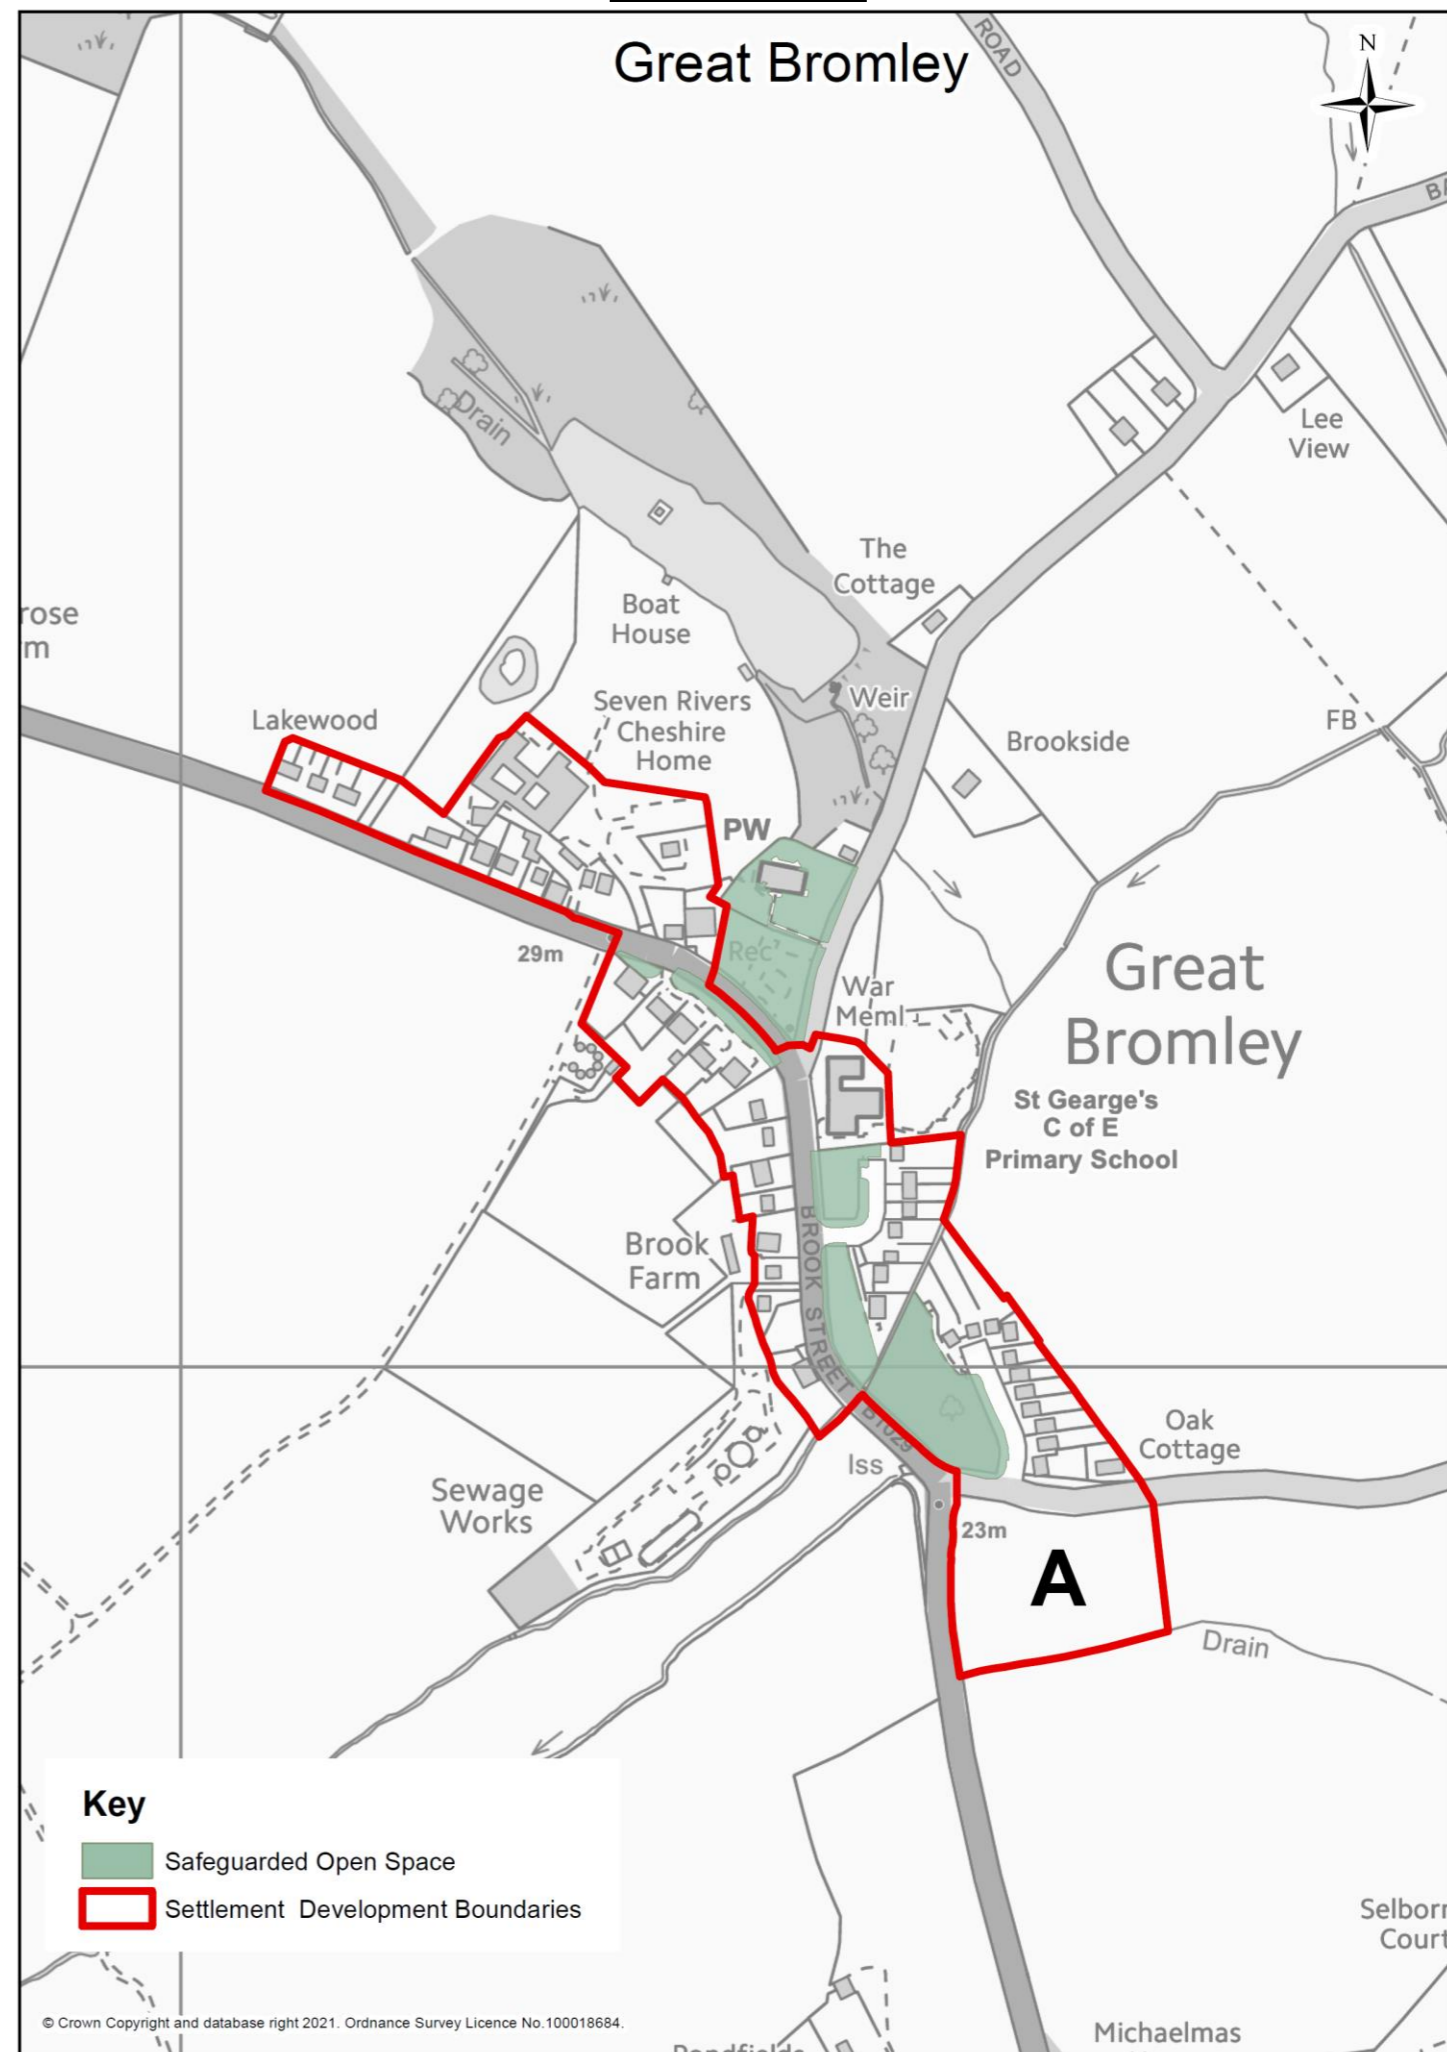 Great Bromley
N
ROAD
BA
Drain
Lee
View
The
Cottage
rose
m
Boat
House
Weir
Seven Rivers
Cheshire
Home
Lakewood
FB
Brookside
PW
29m
Rec
War
Meml
Great
Bromley
St Gearge's
C of E
Primary School
BROOK STREET
Brook
Farm
B1029
Oak
Cottage
Iss
Sewage
Works
23m
A
Drain
Key
Safeguarded Open Space
Settlement Development Boundaries
Selborn
Court
© Crown Copyright and database right 2021. Ordnance Survey Licence No.100018684.
Michaelmas